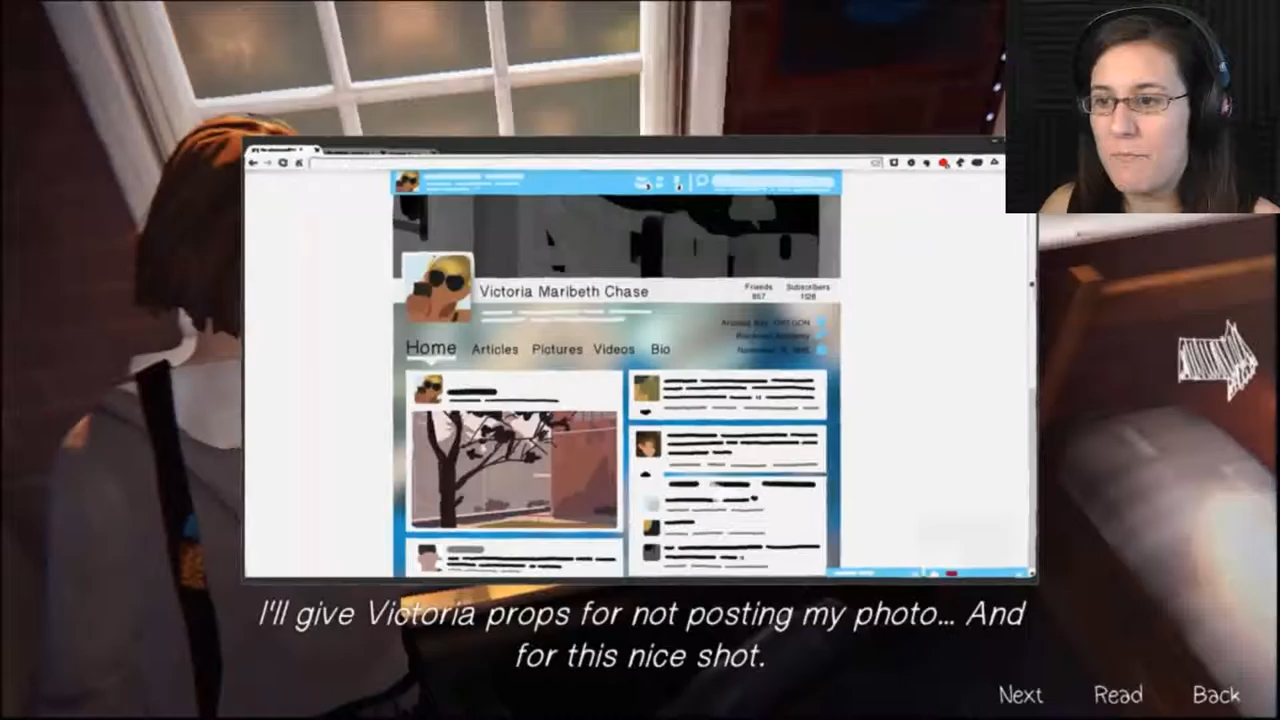 Victoria Maribeth Chase
Friends
Subscribers
Home Articles Pictures Videos Bio
I'll give Victoria props for not posting my photo... And
for this nice shot.
Next Read Back